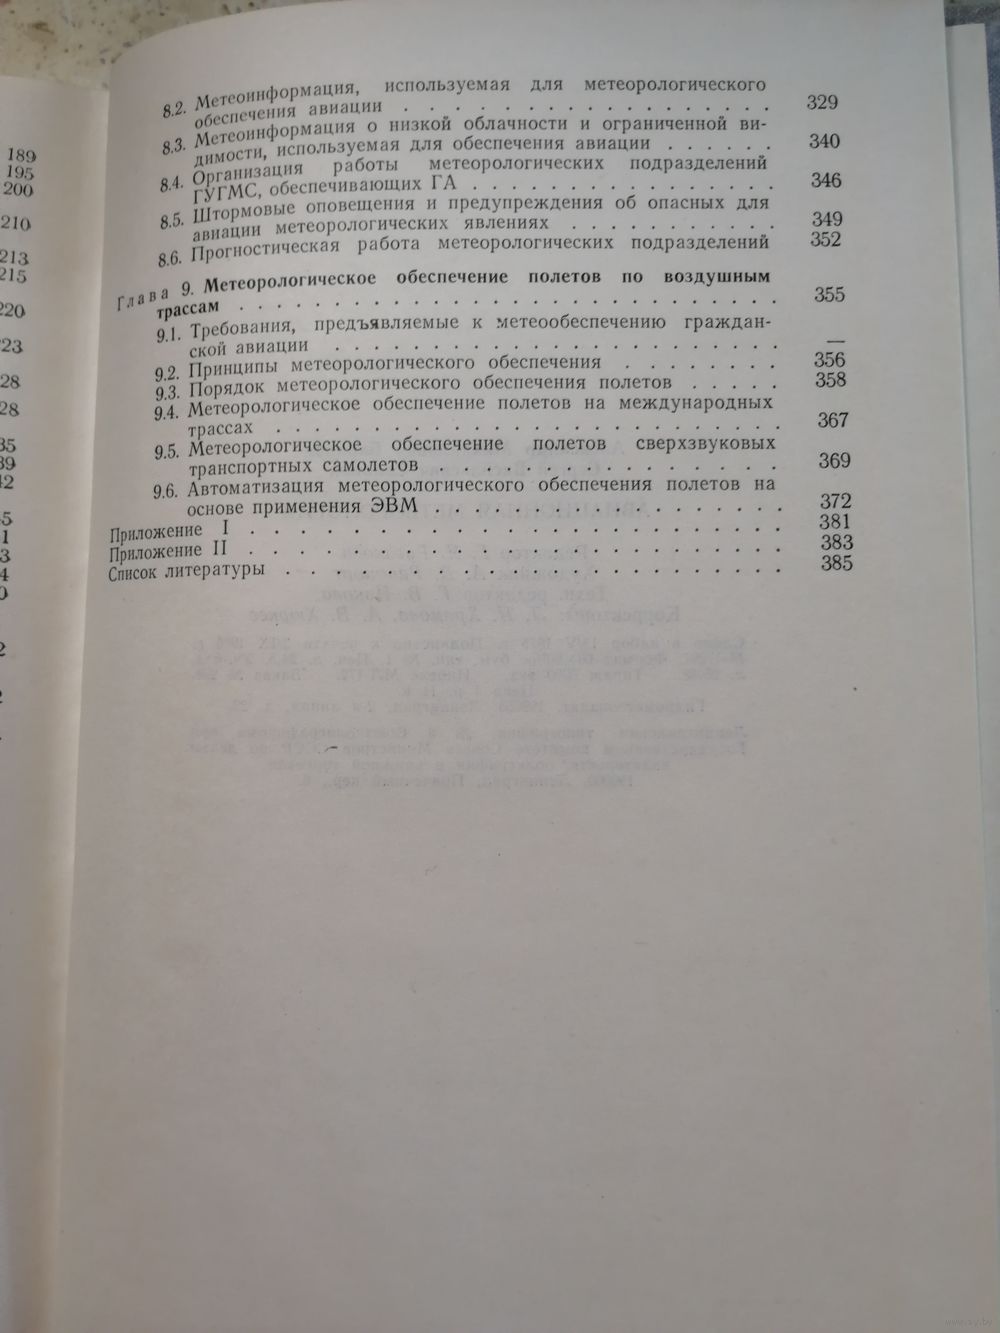 189
195
200
210
213
215
220
8.2. Метеоинформация, используемая для метеорологического
обеспечения авиации . . . . . . . . . . . . . . . . . 329
8.3. Метеоинформация о низкой облачности и ограниченной ви-
димости, используемая для обеспечения авиации . . . . . . 340
8.4. Организация работы метеорологических подразделений
ГУГМС, обеспечивающих ГА . . . . . . . . . . . . . . 346
8.5. Штормовые оповещения и предупреждения об опасных для
авиации метеорологических явлениях . . . . . . . . . . 349
8.6. Прогностическая работа метеорологических подразделений 352
Глава 9. Метеорологическое обеспечение полетов по воздушным
трассам . . . . . . . . . . . . . . . . . . . . . . . . 355
9.1. Требования, предъявляемые к метеообеспечению граждан-
ской авиации . . . . . . . . . . . . . . . . . . . . —
9.2. Принципы метеорологического обеспечения . . . . . . . 356
9.3. Порядок метеорологического обеспечения полетов . . . . . 358
9.4. Метеорологическое обеспечение полетов на международных
трассах . . . . . . . . . . . . . . . . . . . . . . 367
9.5. Метеорологическое обеспечение полетов сверхзвуковых
транспортных самолетов . . . . . . . . . . . . . . . 369
9.6. Автоматизация метеорологического обеспечения полетов на
основе применения ЭВМ . . . . . . . . . . . . . . . 372
Приложение I . . . . . . . . . . . . . . . . . . . . . . . 381
Приложение II . . . . . . . . . . . . . . . . . . . . . . . 383
Список литературы . . . . . . . . . . . . . . . . . . . . . 385